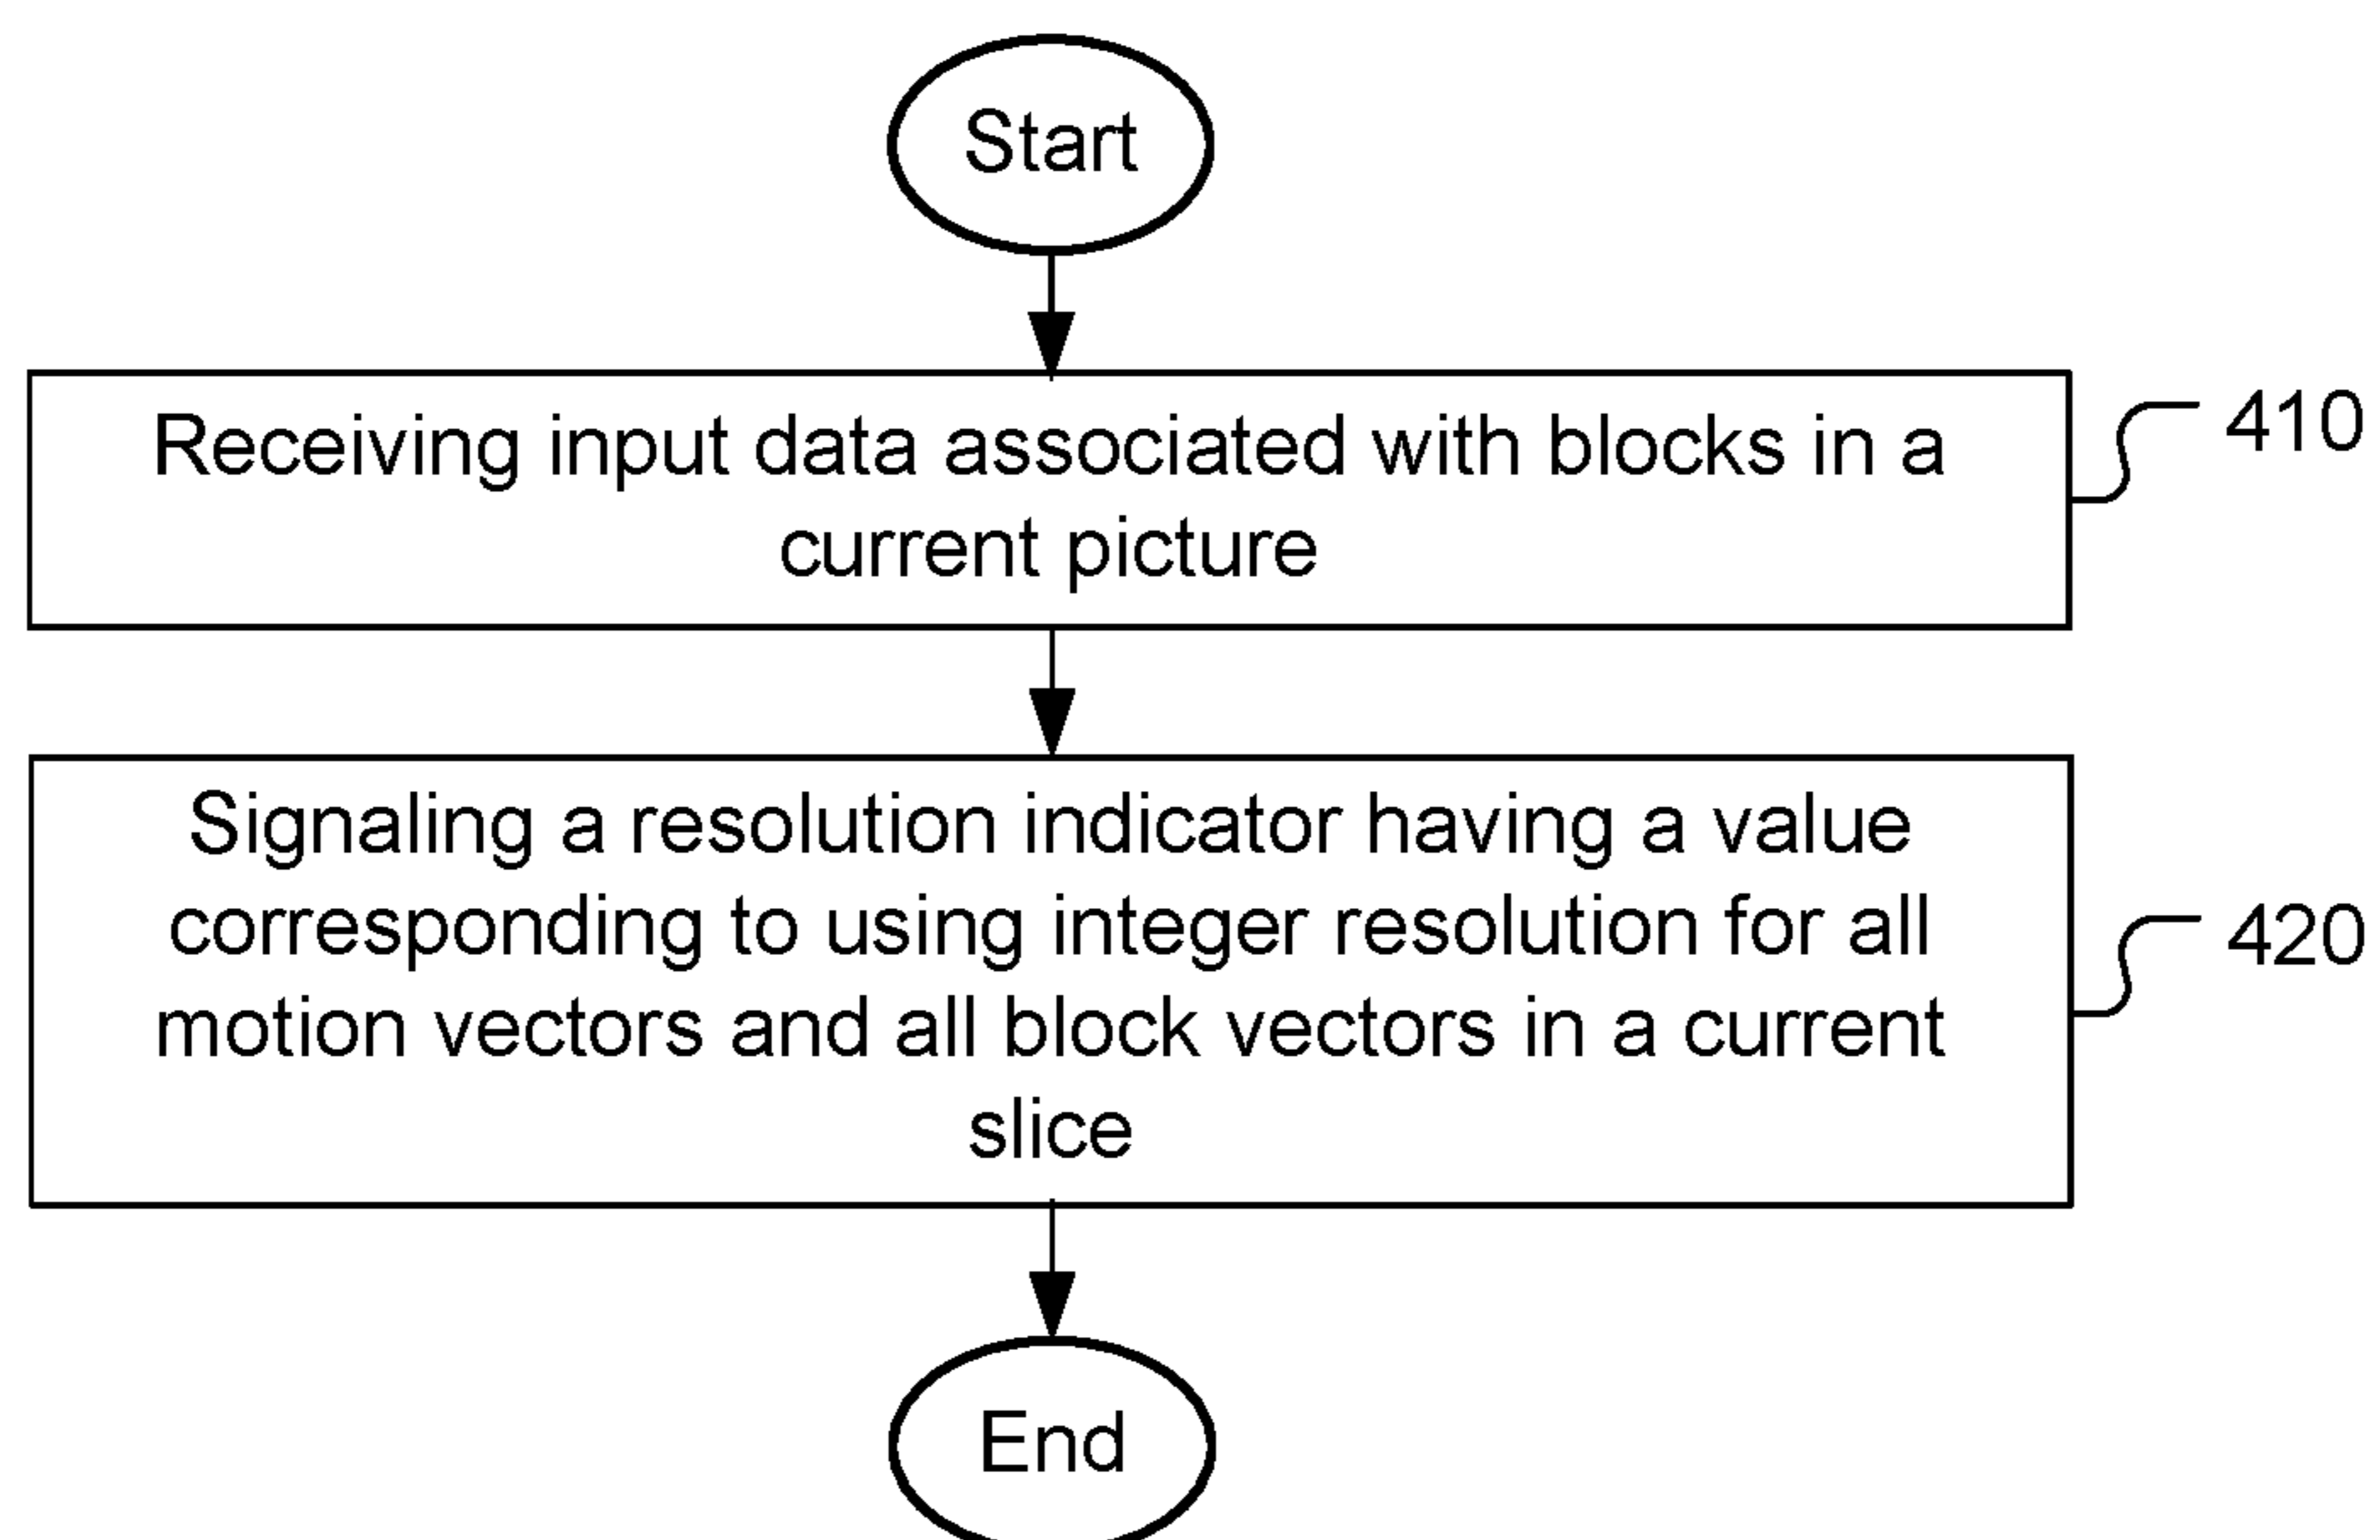 Start
Receiving input data associated with blocks in a
current picture
410
Signaling a resolution indicator having a value
corresponding to using integer resolution for all
motion vectors and all block vectors in a current
slice
420
End